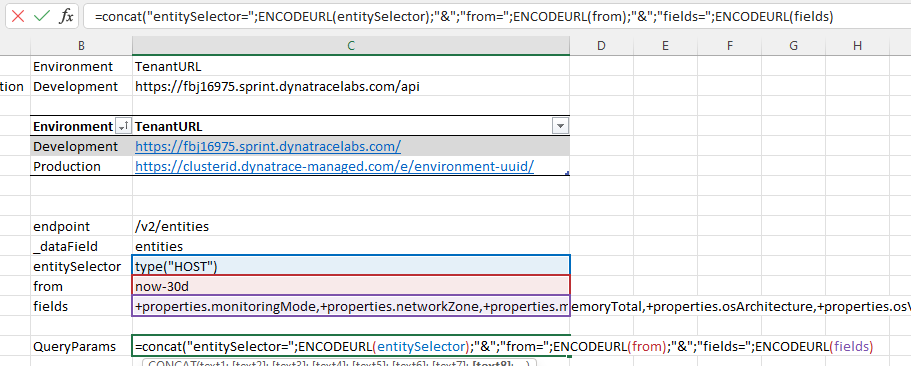 =concat("entitySelector=";ENCODEURL(entitySelector);"&";"from=";ENCODEURL(from);"&";"fields=";ENCODEURL(fields)
B C D E F G H
Environment TenantURL
tion Development https://fbj16975.sprint.dynatracelabs.com/api
Environment TenantURL
Development https://fbj16975.sprint.dynatracelabs.com/
Production https://clusterid.dynatrace-managed.com/e/environment-uuid/
endpoint /v2/entities
_dataField entities
entitySelector type("HOST")
from now-30d
fields +properties.monitoringMode,+properties.networkZone,+properties.memoryTotal,+properties.osArchitecture,+properties.osV
QueryParams =concat("entitySelector=";ENCODEURL(entitySelector);"&";"from=";ENCODEURL(from);"&";"fields=";ENCODEURL(fields)
CONCAT(text1; [text2]; [text3]; [text4]; [text5]; [text6]; [text7]; [text8]; ...)